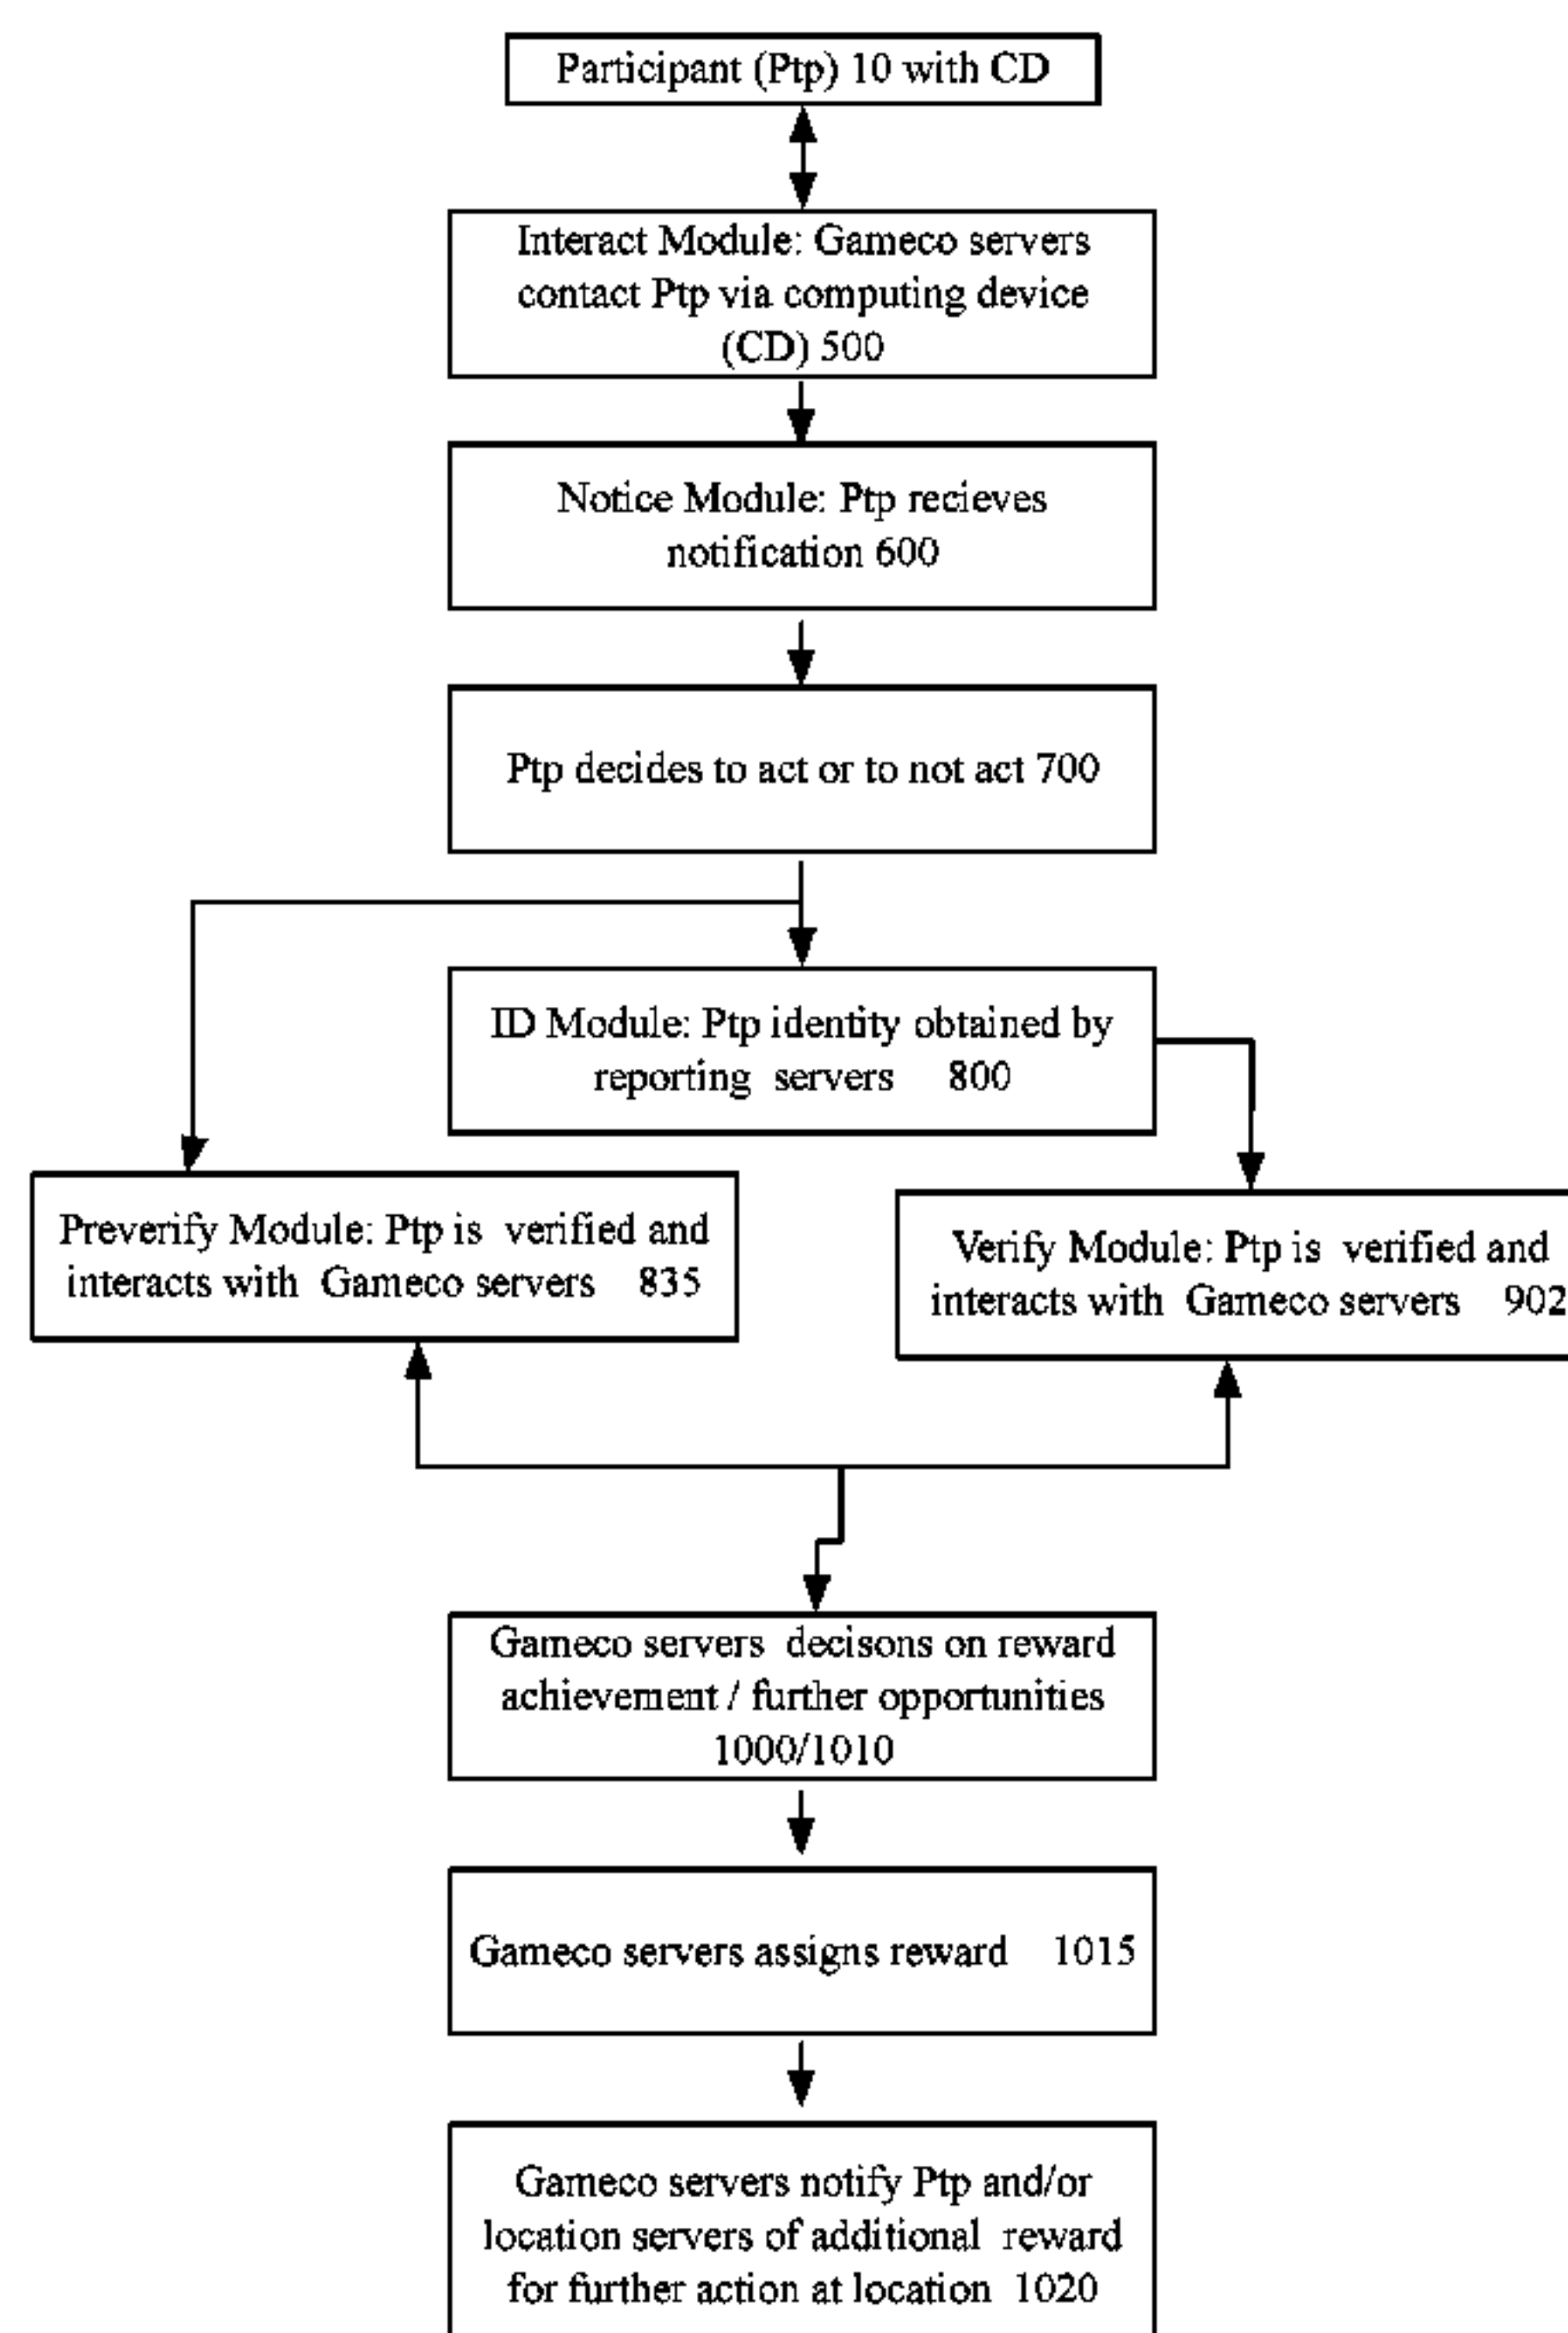 Participant (Ptp) 10 with CD
Interact Module: Gameco servers
contact Ptp via computing device
(CD) 500
Notice Module: Ptp recieves
notification 600
Ptp decides to act or to not act 700
ID Module: Ptp identity obtained by
reporting servers 800
Preverify Module: Ptp is verified and
interacts with Gameco servers 835
Verify Module: Ptp is verified and
interacts with Gameco servers 902
Gameco servers decisons on reward
achievement / further opportunities
1000/1010
Gameco servers assigns reward 1015
Gameco servers notify Ptp and/or
location servers of additional reward
for further action at location 1020